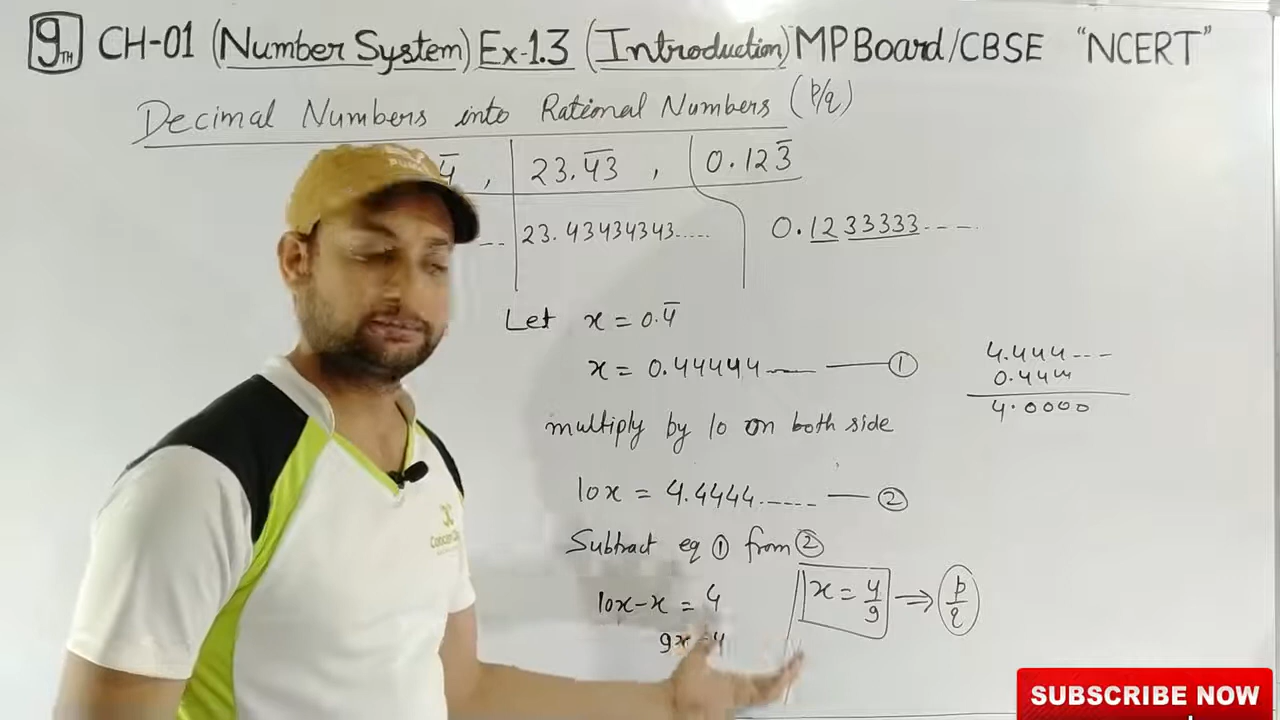 9TH CH-01 (Number System) Ex-1.3 (Introduction) MP Board/CBSE "NCERT"
Decimal Numbers into Rational Numbers (p/q)
4̅ , 23.4̅3̅ , 0.123̅
... 23.43434343..... 0.1233333-----
Let x = 0.4̅
x = 0.44444...... —— ①
4.444---
0.444
4.0000
multiply by 10 on both side
10x = 4.4444...... — ②
Subtract eq ① from ②
10x-x = 4
9x = 4
x = 4/9 ⇒ p/q
SUBSCRIBE NOW